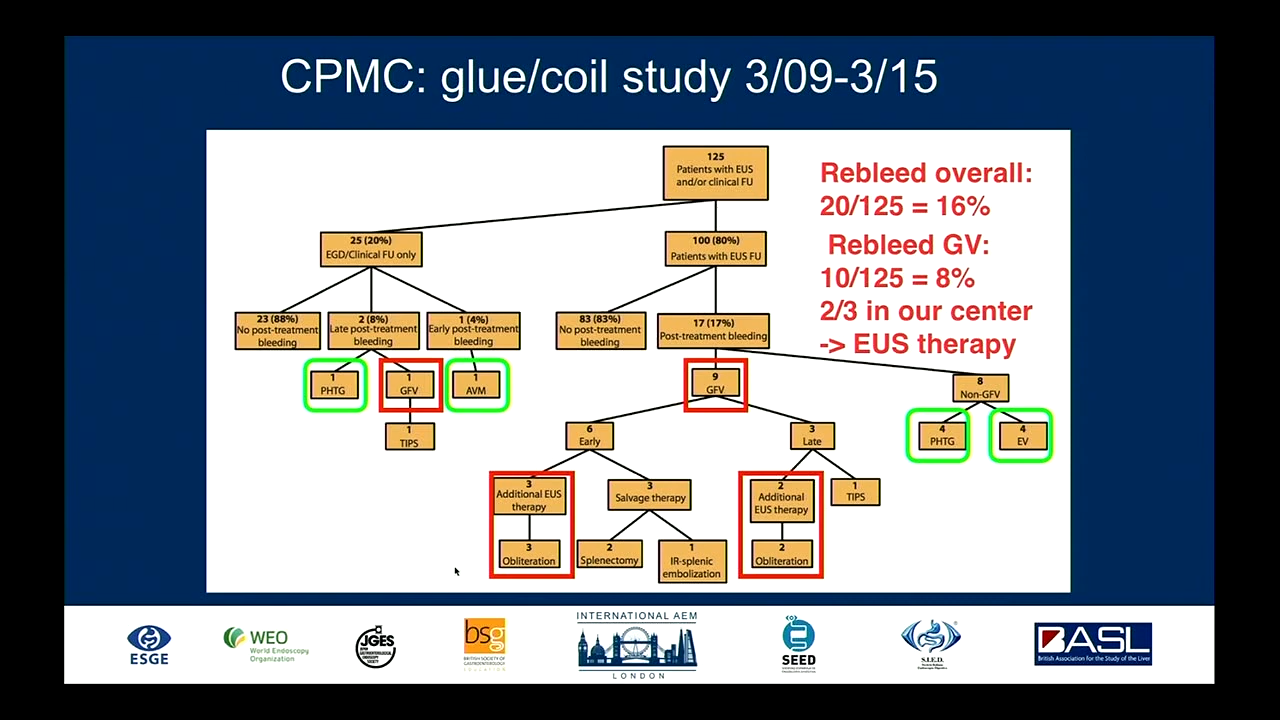 CPMC: glue/coil study 3/09-3/15
125
Patients with EUS
and/or clinical FU
Rebleed overall:
20/125 = 16%
Rebleed GV:
10/125 = 8%
2/3 in our center
-> EUS therapy
25 (20%)
EGD/Clinical FU only
100 (80%)
Patients with EUS FU
23 (88%)
No post-treatment
bleeding
2 (8%)
Late post-treatment
bleeding
1 (4%)
Early post-treatment
bleeding
83 (83%)
No post-treatment
bleeding
17 (17%)
Post-treatment bleeding
1
PHTG
1
GFV
1
AVM
9
GFV
8
Non-GFV
1
TIPS
6
Early
3
Late
4
PHTG
4
EV
3
Additional EUS
therapy
3
Salvage therapy
2
Additional
EUS therapy
1
TIPS
3
Obliteration
2
Splenectomy
1
IR-splenic
embolization
2
Obliteration
ESGE
WEO
World Endoscopy
Organization
JGES
bsg
BRITISH SOCIETY OF
GASTROENTEROLOGY
INTERNATIONAL AEM
LONDON
SEED
S.I.E.D.
BASL
British Association for the Study of the Liver